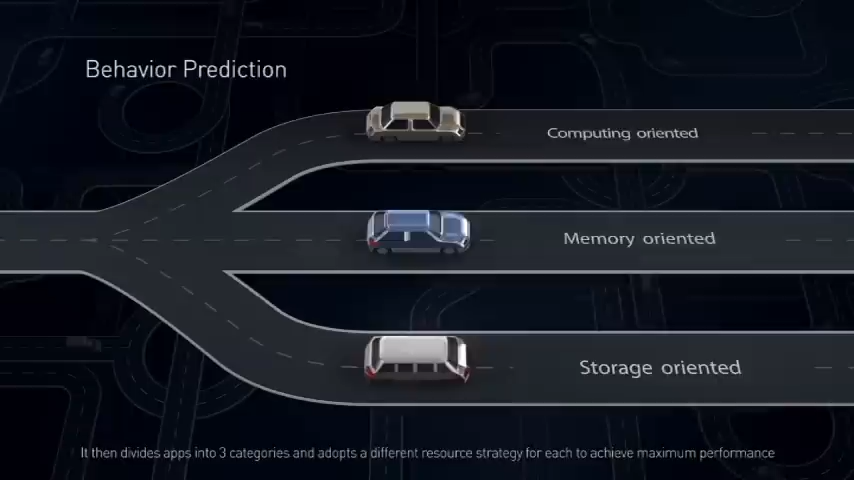 Behavior Prediction
Computing oriented
Memory oriented
Storage oriented
It then divides apps into 3 categories and adopts a different resource strategy for each to achieve maximum performance